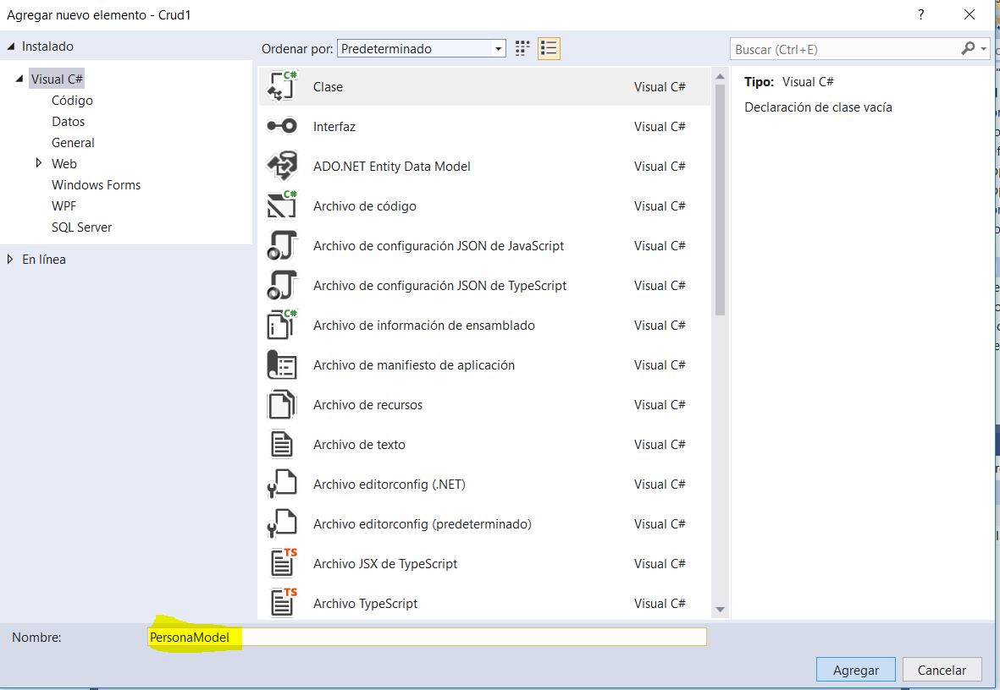 Agregar nuevo elemento - Crud1
?
Instalado
Ordenar por: Predeterminado
Buscar (Ctrl+E)
Visual C#
Código
Datos
General
Web
Windows Forms
WPF
SQL Server
En línea
C# Clase Visual C#
Interfaz Visual C#
ADO.NET Entity Data Model Visual C#
C# Archivo de código Visual C#
Archivo de configuración JSON de JavaScript Visual C#
Archivo de configuración JSON de TypeScript Visual C#
C# Archivo de información de ensamblado Visual C#
Archivo de manifiesto de aplicación Visual C#
Archivo de recursos Visual C#
Archivo de texto Visual C#
Archivo editorconfig (.NET) Visual C#
Archivo editorconfig (predeterminado) Visual C#
TS Archivo JSX de TypeScript Visual C#
TS Archivo TypeScript Visual C#
Tipo: Visual C#
Declaración de clase vacía
Nombre: PersonaModel
Agregar Cancelar